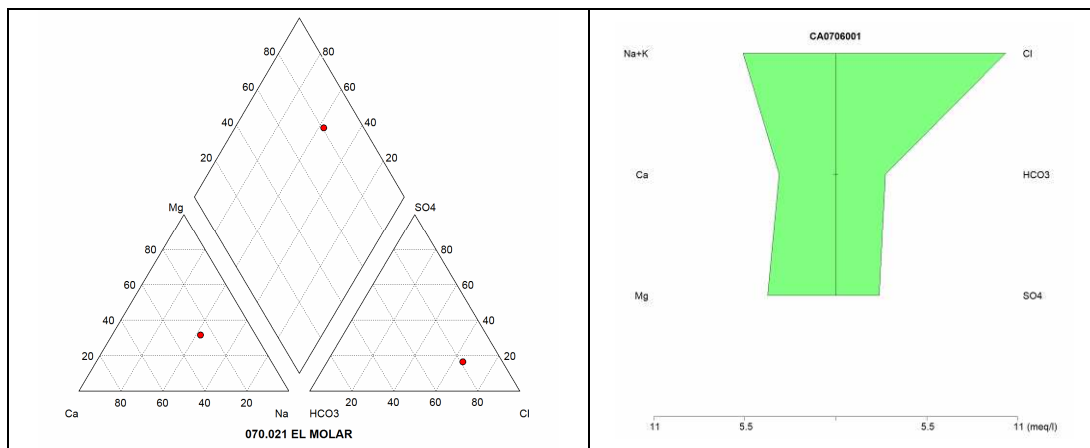 80 80
60 60
40 40
20 20
Mg SO4
80 80
60 60
40 40
20 20
Ca 80 60 40 20 Na HCO3 20 40 60 80 Cl
070.021 EL MOLAR
CA0706001
Na+K Cl
Ca HCO3
Mg SO4
11 5.5 5.5 11 (meq/l)